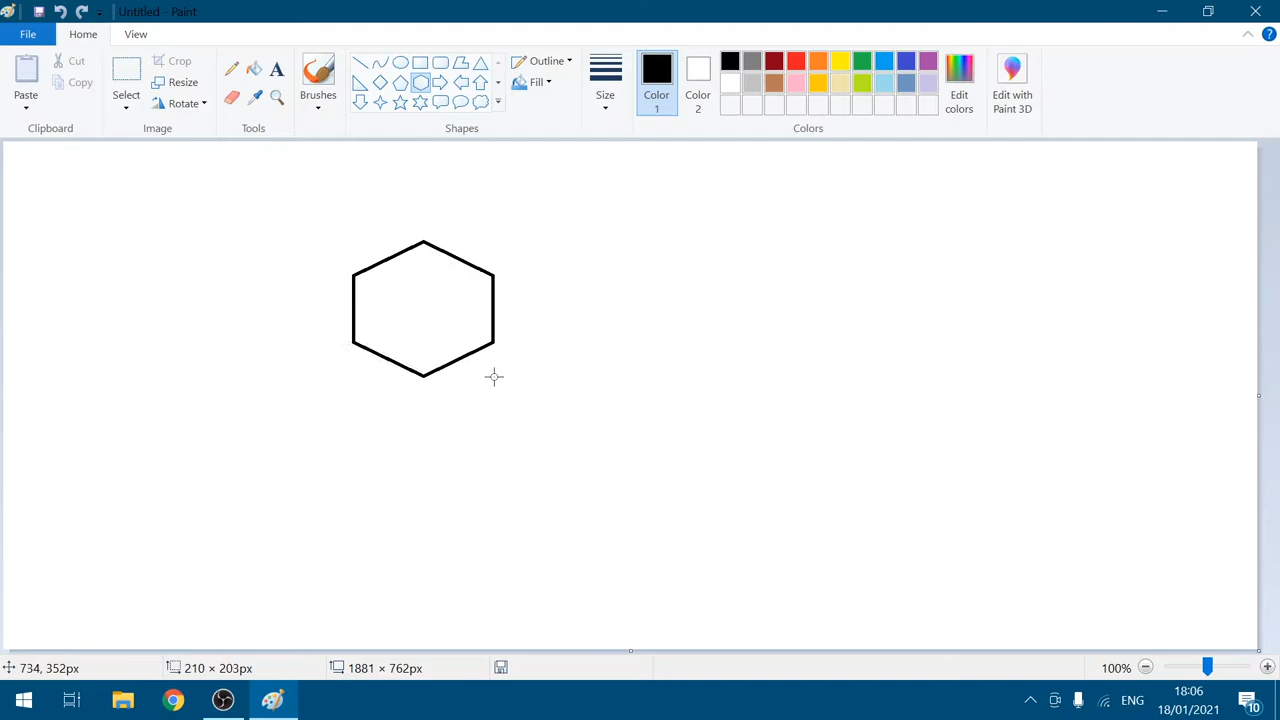 Untitled - Paint
File
Home
View
Paste
Cut
Copy
Clipboard
Select
Crop
Resize
Rotate
Image
A
Tools
Brushes
Shapes
Outline
Fill
Size
Color
1
Color
2
Edit
colors
Colors
Edit with
Paint 3D
?
734, 352px
210 × 203px
1881 × 762px
100%
ENG
18:06
18/01/2021
10